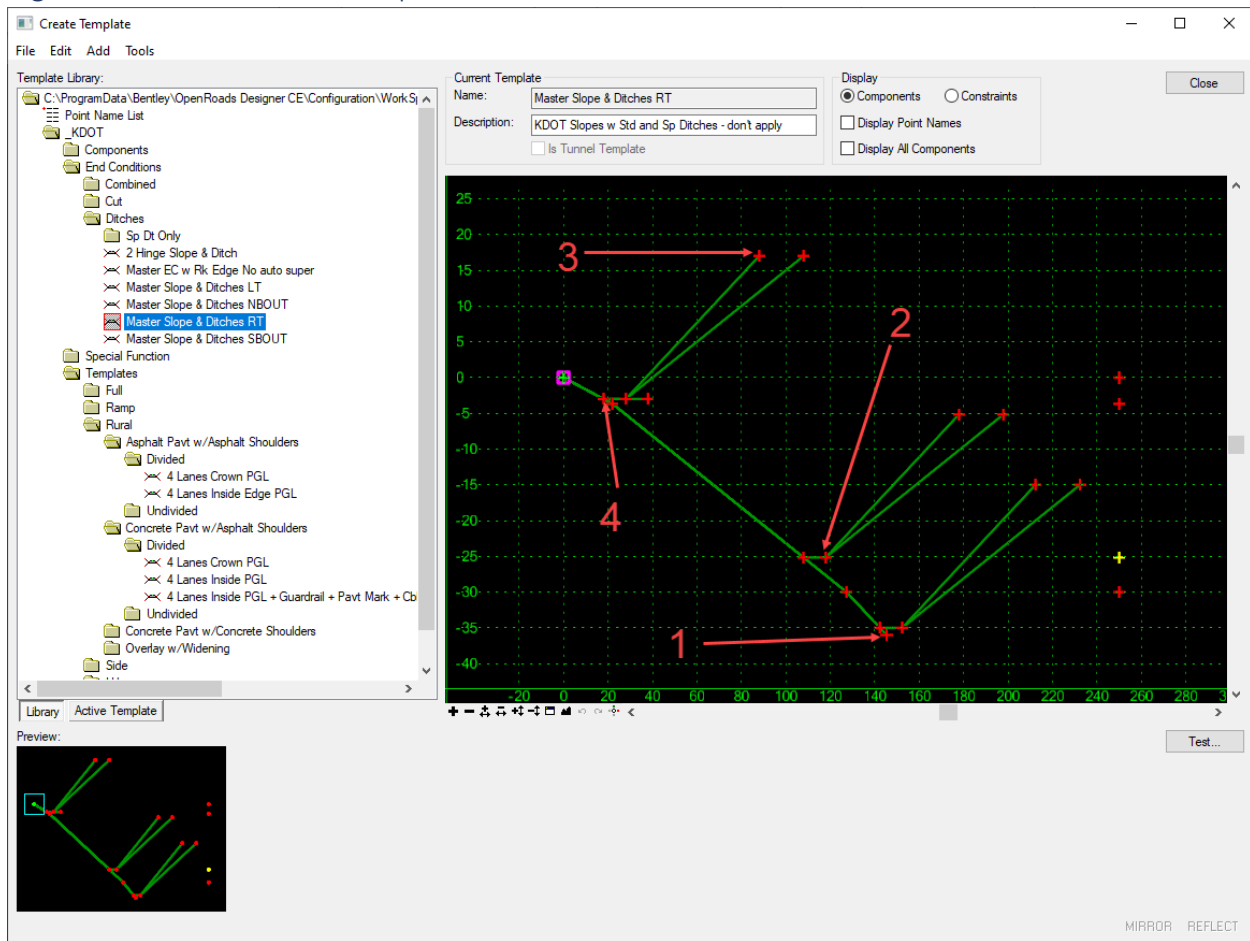 Create Template
File Edit Add Tools
Template Library:
C:\ProgramData\Bentley\OpenRoads Designer CE\Configuration\WorkS
Point Name List
_KDOT
Components
End Conditions
Combined
Cut
Ditches
Sp Dt Only
2 Hinge Slope & Ditch
Master EC w Rk Edge No auto super
Master Slope & Ditches LT
Master Slope & Ditches NBOUT
Master Slope & Ditches RT
Master Slope & Ditches SBOUT
Special Function
Templates
Full
Ramp
Rural
Asphalt Pavt w/Asphalt Shoulders
Divided
4 Lanes Crown PGL
4 Lanes Inside Edge PGL
Undivided
Concrete Pavt w/Asphalt Shoulders
Divided
4 Lanes Crown PGL
4 Lanes Inside PGL
4 Lanes Inside PGL + Guardrail + Pavt Mark + Cbl
Undivided
Concrete Pavt w/Concrete Shoulders
Overlay w/Widening
Side
Library Active Template
Current Template
Name: Master Slope & Ditches RT
Description: KDOT Slopes w Std and Sp Ditches - don't apply
Is Tunnel Template
Display
Components Constraints
Display Point Names
Display All Components
Close
25
20
15
10
5
0
-5
-10
-15
-20
-25
-30
-35
-40
-20 0 20 40 60 80 100 120 140 160 180 200 220 240 260 280 3
3
2
4
1
Test...
Preview:
MIRROR REFLECT